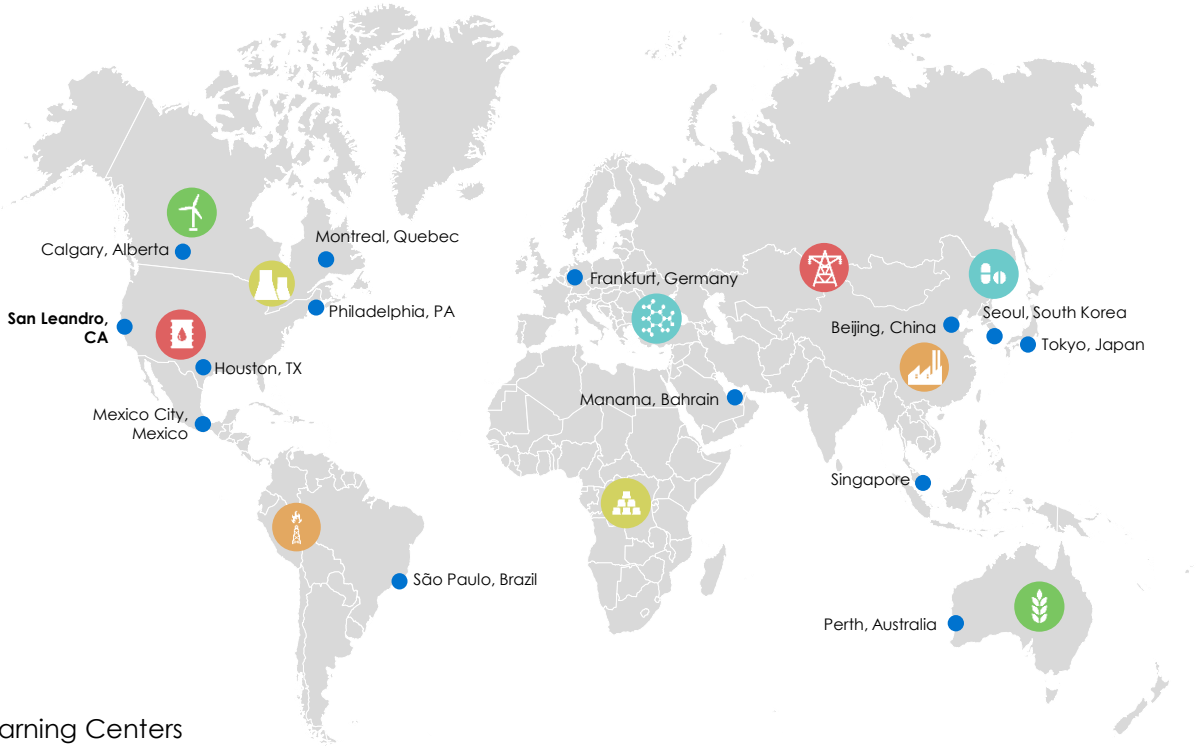 Montreal, Quebec
Calgary, Alberta
Frankfurt, Germany
Philadelphia, PA
Seoul, South Korea
San Leandro,
CA
Beijing, China
Tokyo, Japan
Houston, TX
Manama, Bahrain
Mexico City,
Mexico
Singapore
São Paulo, Brazil
Perth, Australia
arning Centers